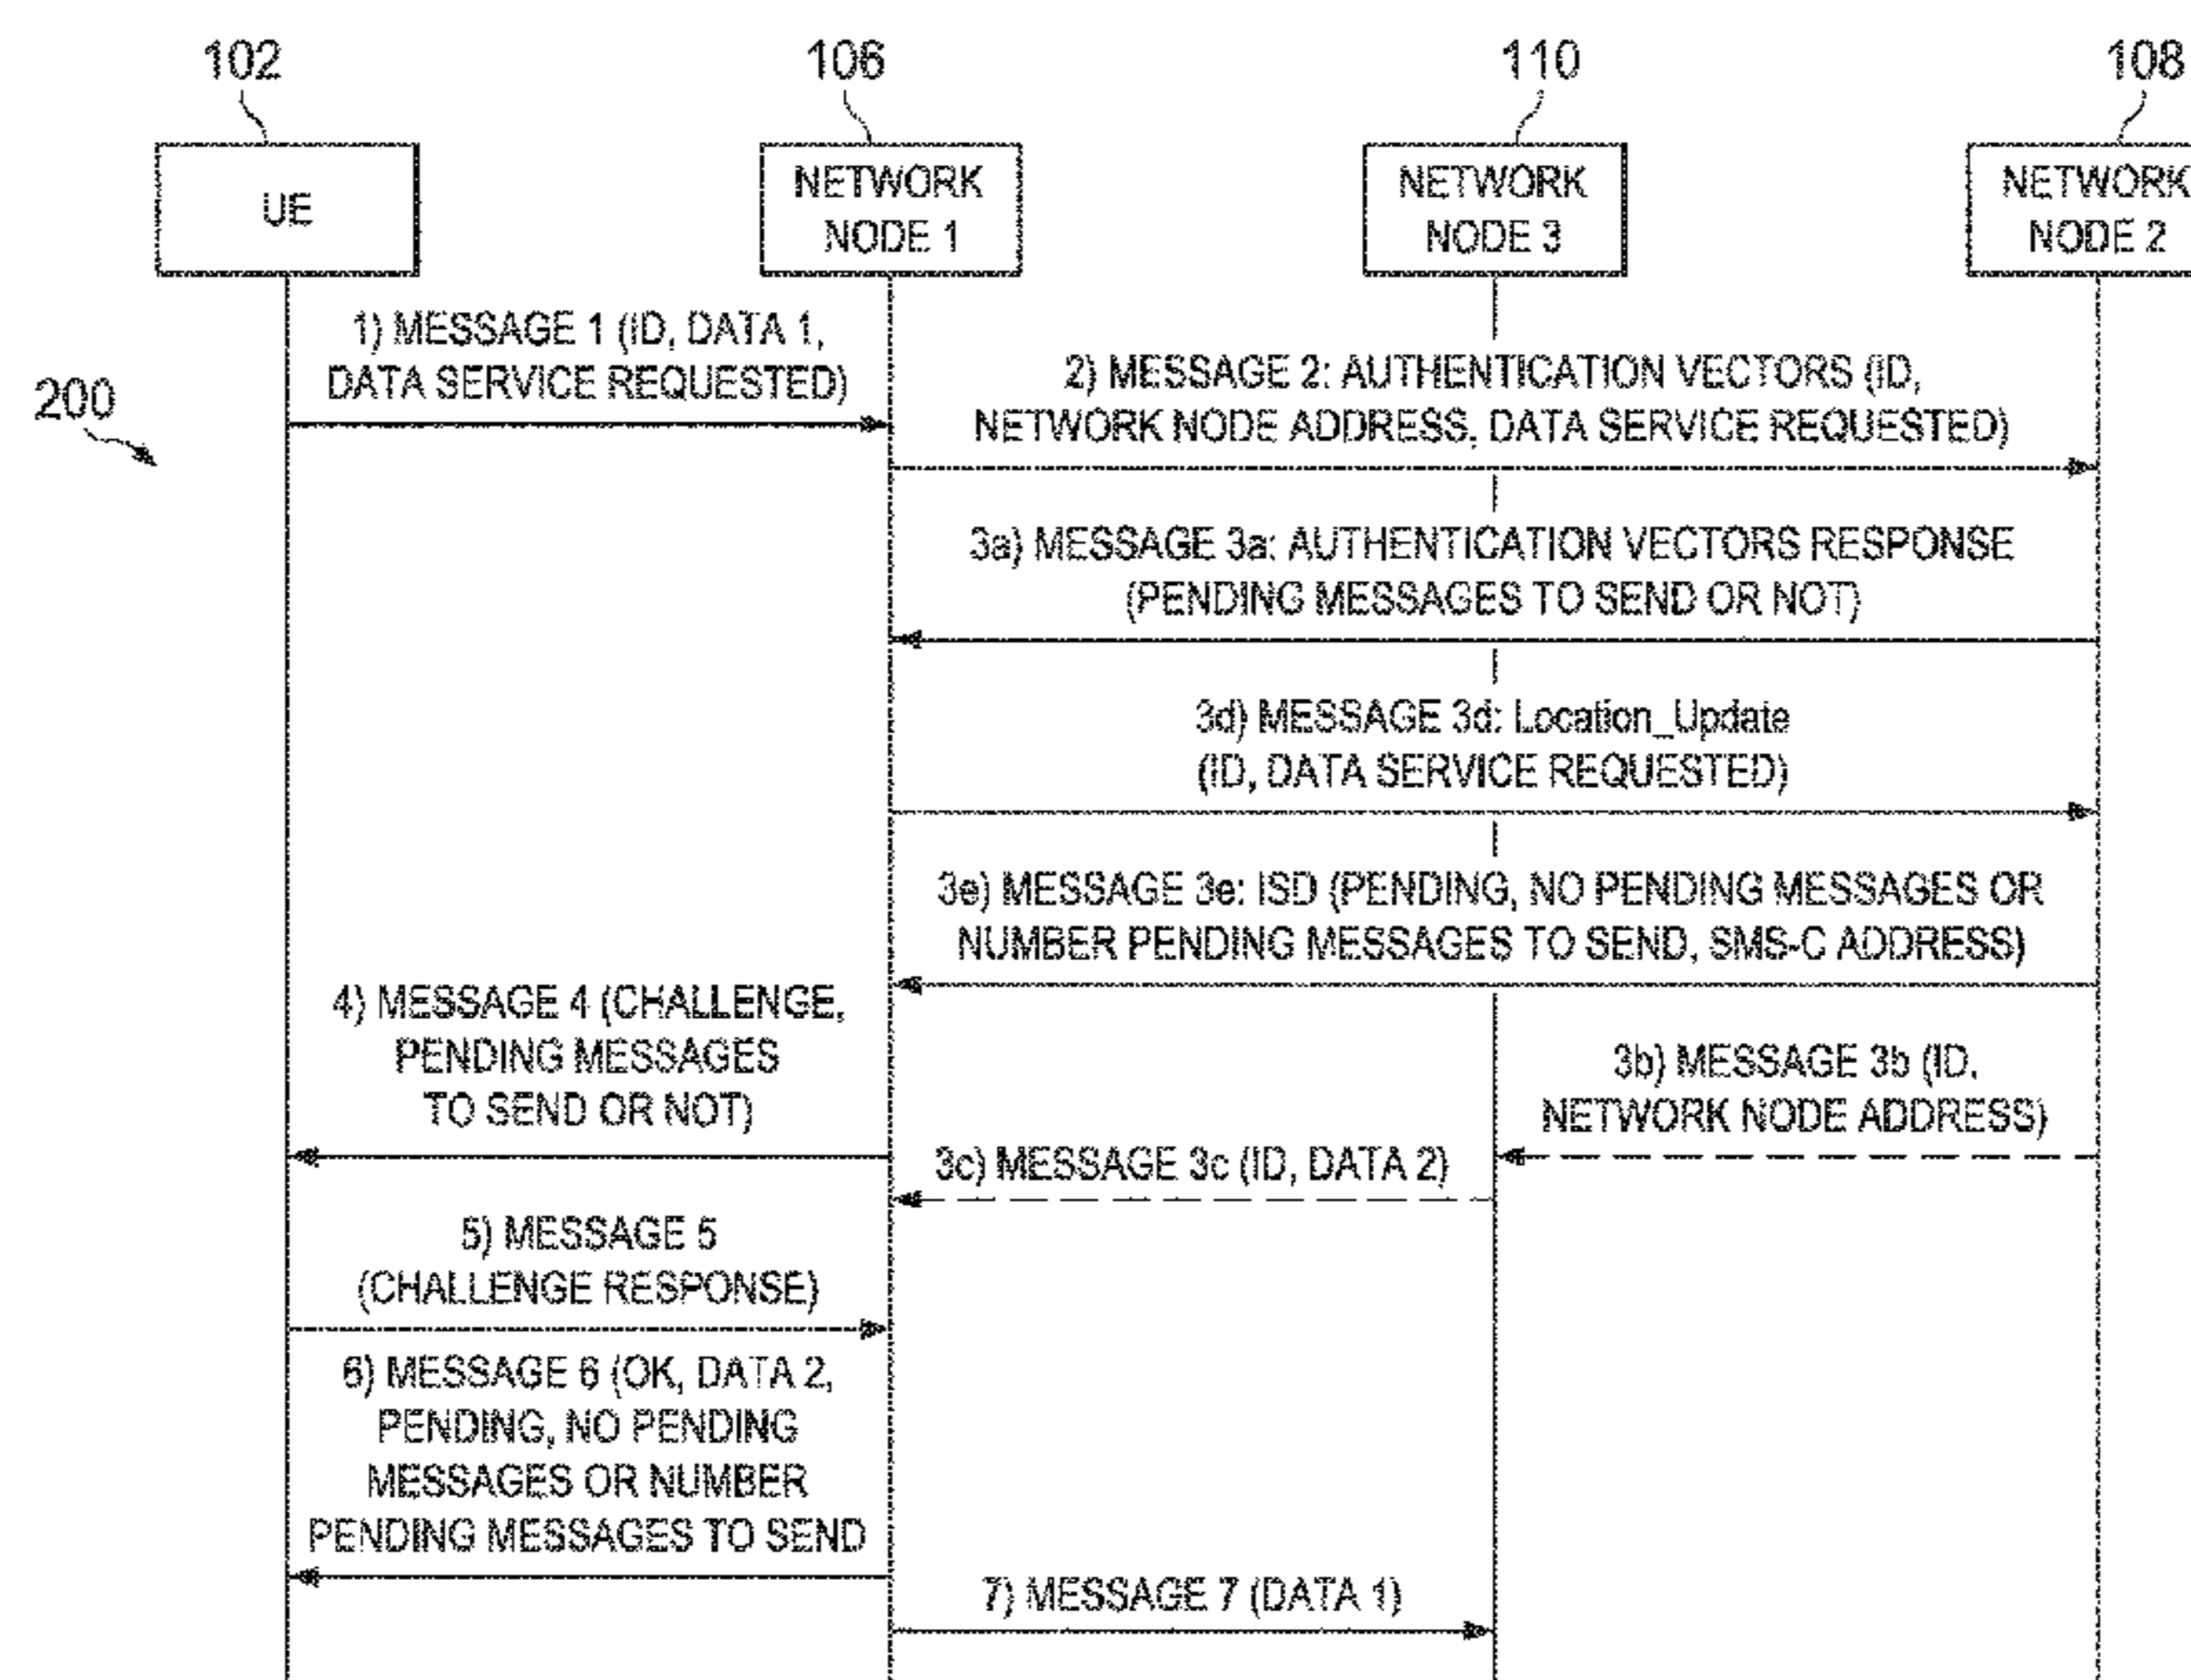 102
106
110
108
UE
NETWORK
NODE 1
NETWORK
NODE 3
NETWORK
NODE 2
200
1) MESSAGE 1 (ID, DATA 1,
DATA SERVICE REQUESTED)
2) MESSAGE 2: AUTHENTICATION VECTORS (ID,
NETWORK NODE ADDRESS, DATA SERVICE REQUESTED)
3a) MESSAGE 3a: AUTHENTICATION VECTORS RESPONSE
(PENDING MESSAGES TO SEND OR NOT)
3d) MESSAGE 3d: Location_Update
(ID, DATA SERVICE REQUESTED)
3e) MESSAGE 3e: ISD (PENDING, NO PENDING MESSAGES OR
NUMBER PENDING MESSAGES TO SEND, SMS-C ADDRESS)
4) MESSAGE 4 (CHALLENGE,
PENDING MESSAGES
TO SEND OR NOT)
3b) MESSAGE 3b (ID,
NETWORK NODE ADDRESS)
3c) MESSAGE 3c (ID, DATA 2)
5) MESSAGE 5
(CHALLENGE RESPONSE)
6) MESSAGE 6 (OK, DATA 2,
PENDING, NO PENDING
MESSAGES OR NUMBER
PENDING MESSAGES TO SEND
7) MESSAGE 7 (DATA 1)